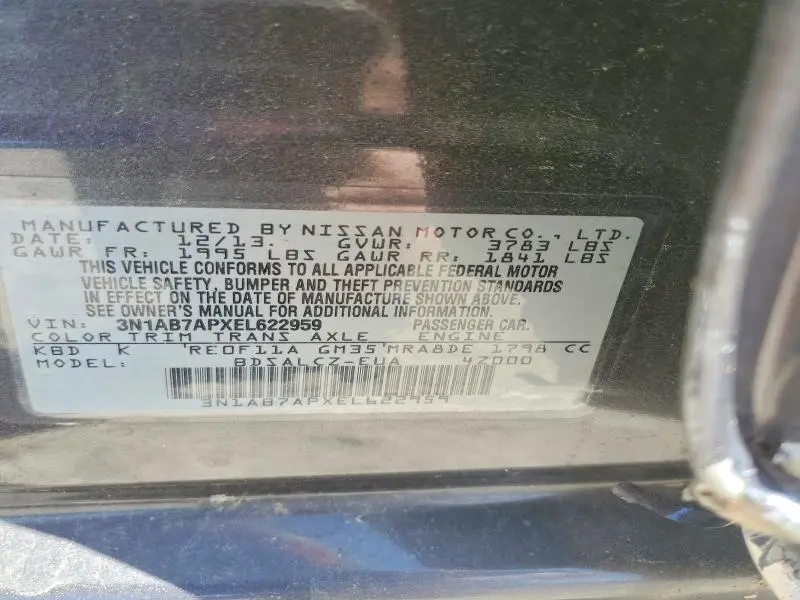 MANUFACTURED BY NISSAN MOTOR CO., LTD.
DATE: 12/13. GVWR: 3783 LBS
GAWR FR: 1995 LBS GAWR RR: 1841 LBS
THIS VEHICLE CONFORMS TO ALL APPLICABLE FEDERAL MOTOR
VEHICLE SAFETY, BUMPER AND THEFT PREVENTION STANDARDS
IN EFFECT ON THE DATE OF MANUFACTURE SHOWN ABOVE.
SEE OWNER'S MANUAL FOR ADDITIONAL INFORMATION.
VIN: 3N1AB7APXEL622959 PASSENGER CAR.
COLOR TRIM TRANS AXLE ENGINE
KBD K 'RE0F11A GM35'MRA8DE 1798 CC
BDSALCZ-EUA 4Z000
3N1AB7APXEL622959